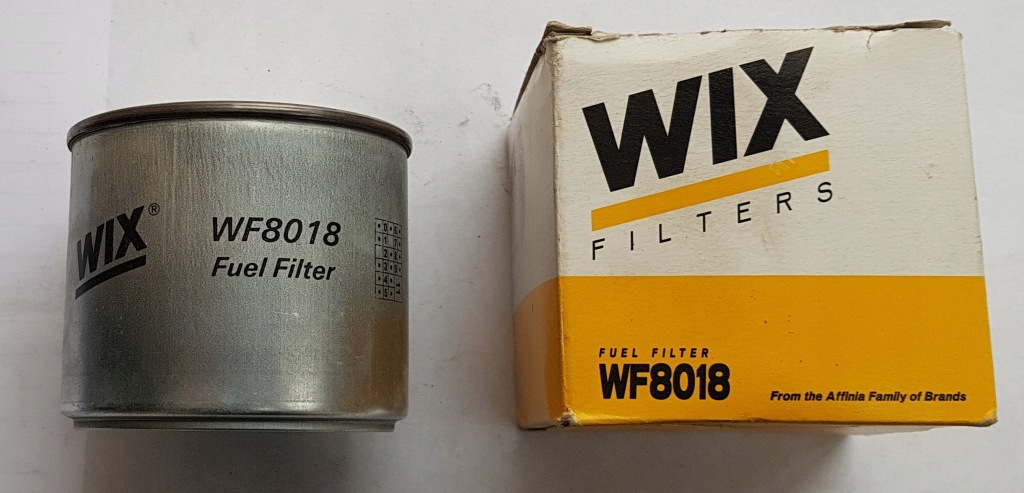 WIX®
WF8018
Fuel Filter
WIX
FILTERS
FUEL FILTER
WF8018
From the Affinia Family of Brands